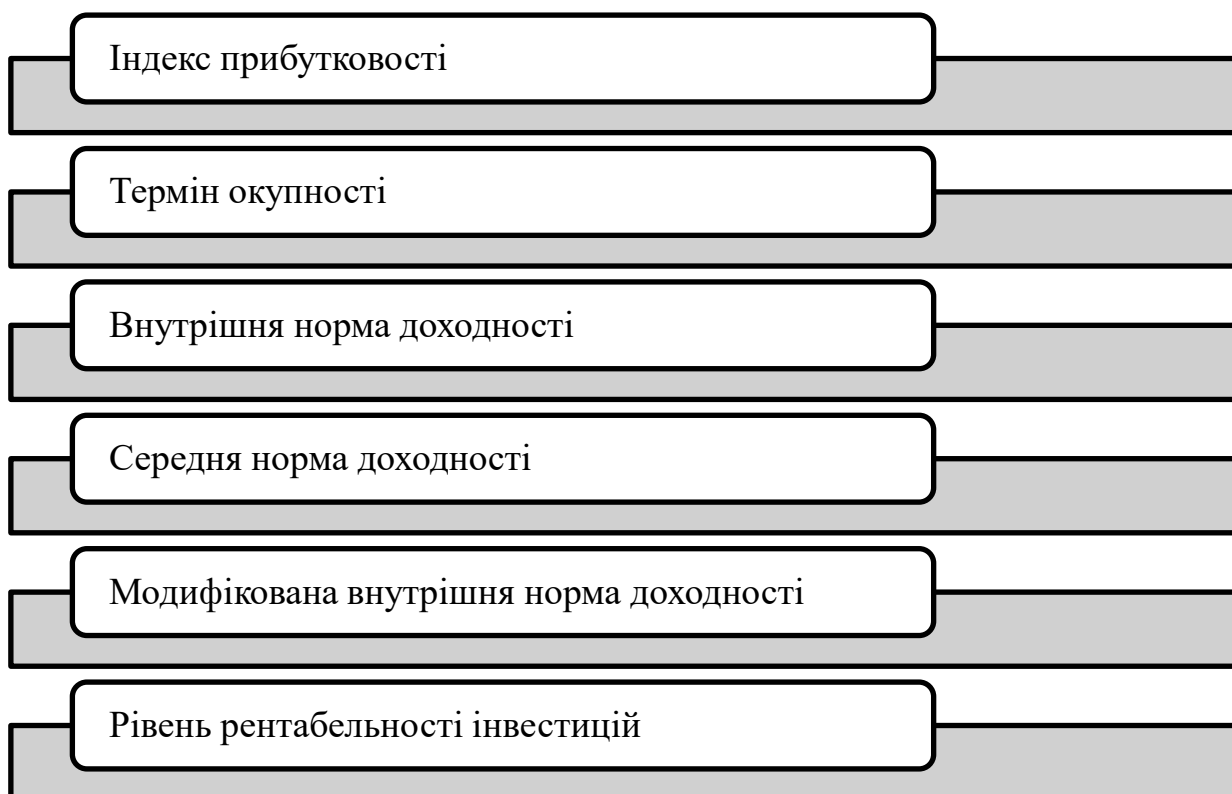 Індекс прибутковості
Термін окупності
Внутрішня норма доходності
Середня норма доходності
Модифікована внутрішня норма доходності
Рівень рентабельності інвестицій